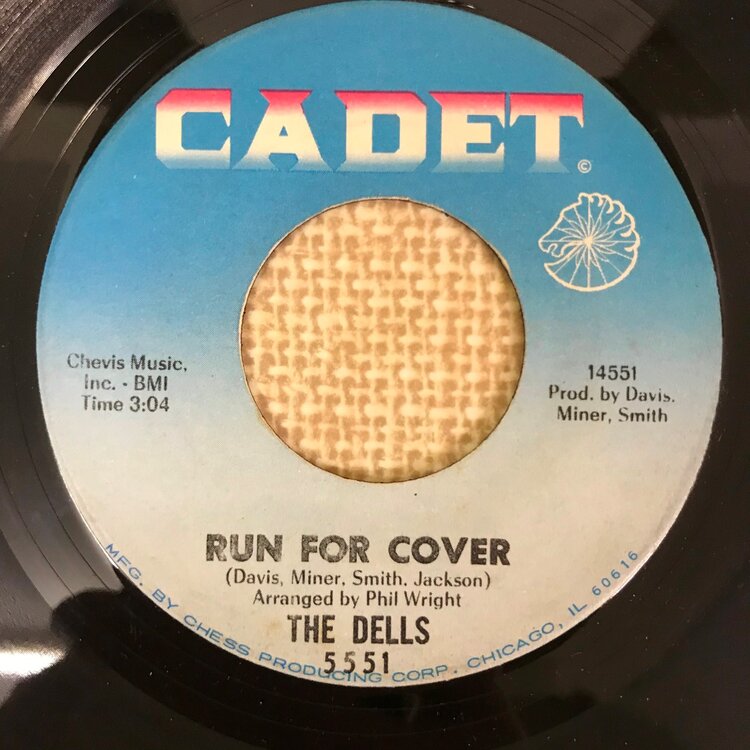 CADET
©
Chevis Music,
Inc. - BMI
Time 3:04
14551
Prod. by Davis.
Miner, Smith
RUN FOR COVER
(Davis, Miner, Smith. Jackson)
Arranged by Phil Wright
THE DELLS
5551
MFG. BY CHESS PRODUCING CORP. CHICAGO, IL 60616